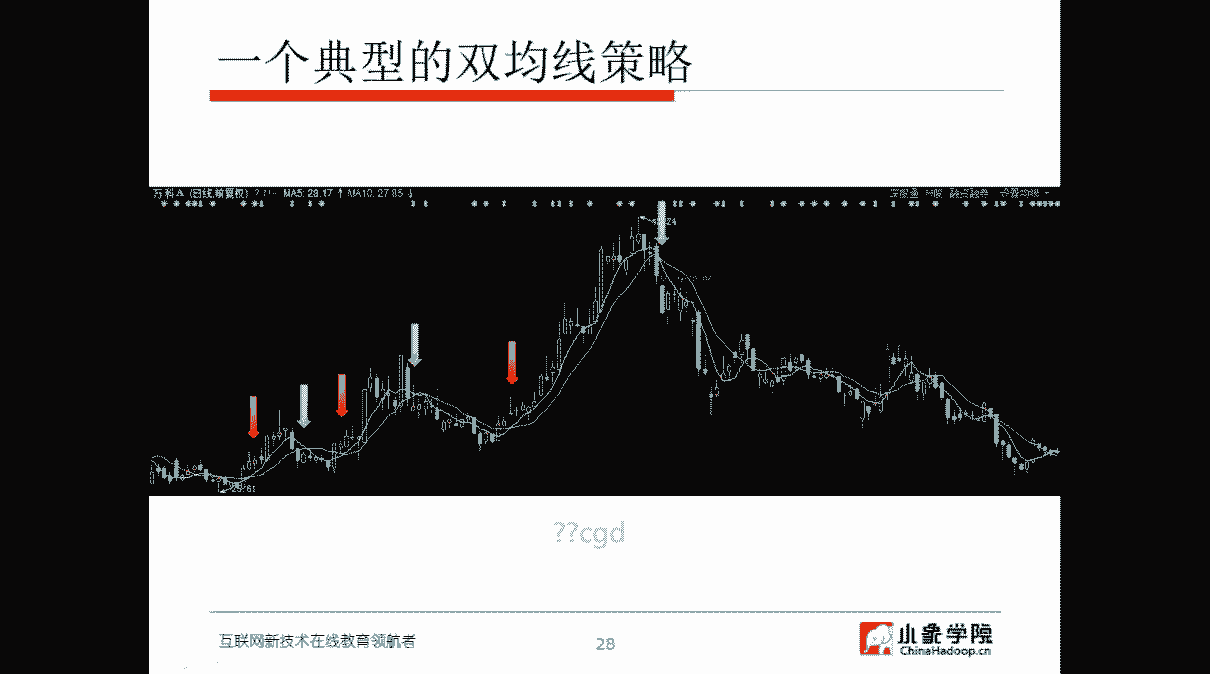 一个典型的双均线策略
万科A (日线.前复权) MA5: 28.17 ↑ MA10: 27.85 ↓
??cgd
互联网新技术在线教育领航者
28
小象学院
ChinaHadoop.cn